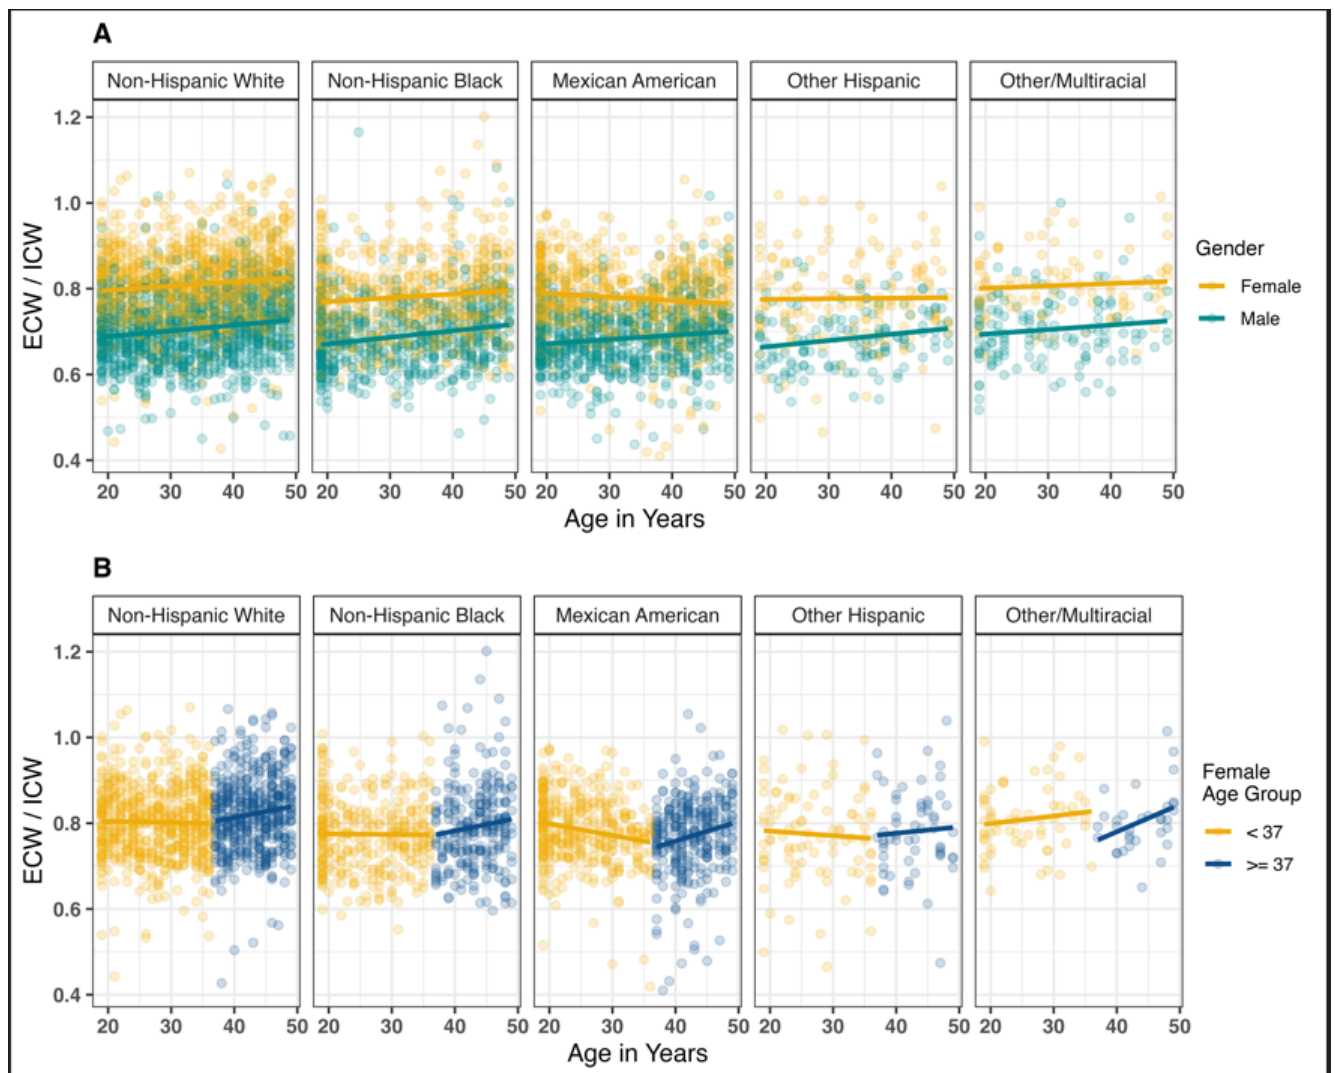 A
Non-Hispanic White Non-Hispanic Black Mexican American Other Hispanic Other/Multiracial
1.2
1.0
0.8
0.6
0.4
ECW / ICW
20 30 40 50 20 30 40 50 20 30 40 50 20 30 40 50 20 30 40 50
Age in Years
Gender
Female
Male
B
Non-Hispanic White Non-Hispanic Black Mexican American Other Hispanic Other/Multiracial
1.2
1.0
0.8
0.6
0.4
ECW / ICW
20 30 40 50 20 30 40 50 20 30 40 50 20 30 40 50 20 30 40 50
Age in Years
Female
Age Group
< 37
>= 37